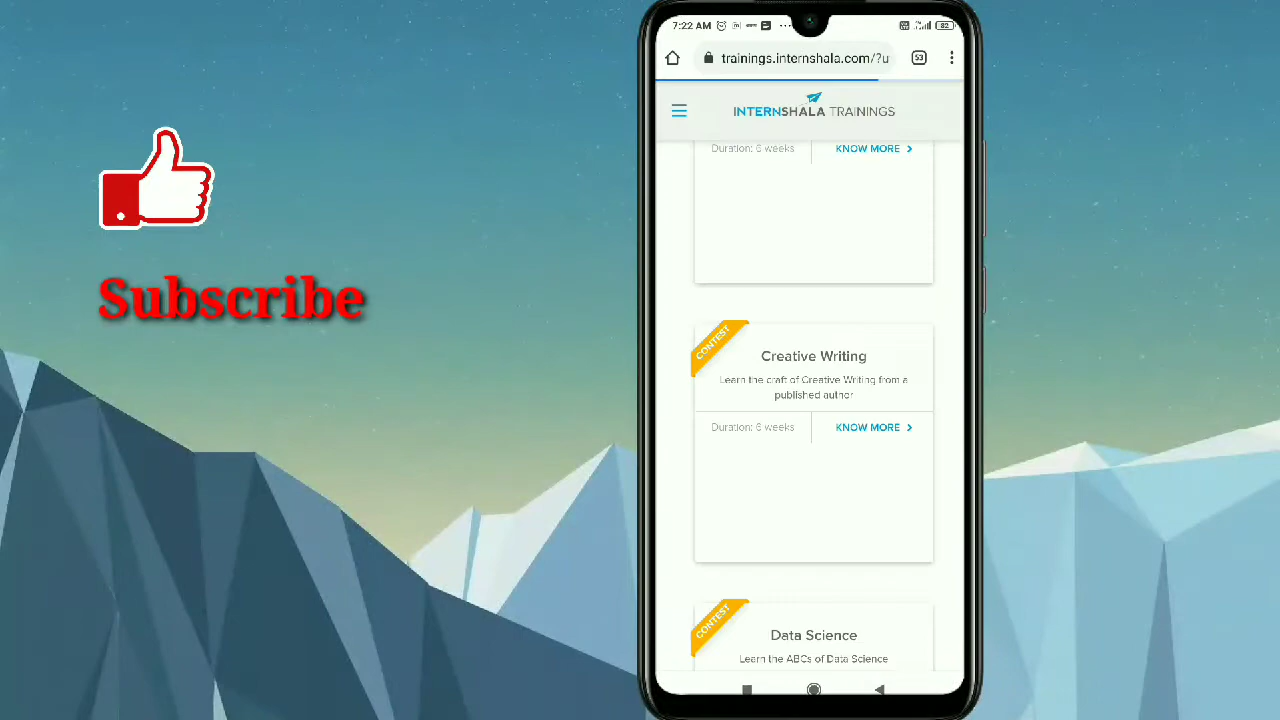 7:22 AM
82
trainings.internshala.com/?u
53
INTERNSHALA TRAININGS
Duration: 6 weeks
KNOW MORE
Subscribe
CONTEST
Creative Writing
Learn the craft of Creative Writing from a
published author
Duration: 6 weeks
KNOW MORE
CONTEST
Data Science
Learn the ABCs of Data Science